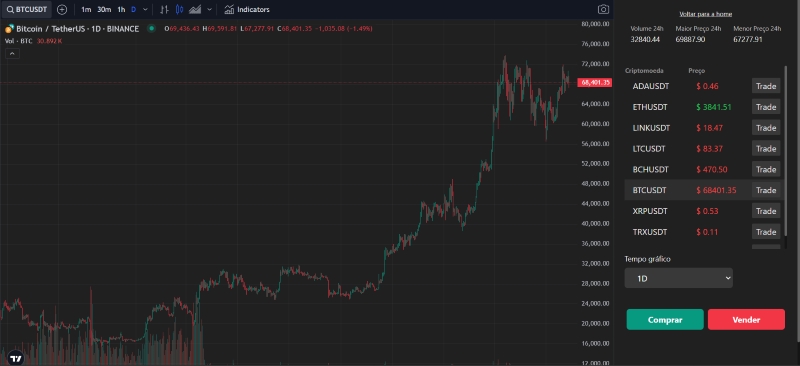 BTCUSDT 1m 30m 1h D Indicators
Bitcoin / TetherUS · 1D · BINANCE O69,436.43 H69,591.81 L67,277.91 C68,401.35 -1,035.08 (-1.49%)
Vol · BTC 30.892 K
80,000.00
72,000.00
68,401.35
64,000.00
60,000.00
56,000.00
52,000.00
48,000.00
44,000.00
40,000.00
36,000.00
32,000.00
28,000.00
24,000.00
20,000.00
16,000.00
12,000.00
Voltar para a home
Volume 24h Maior Preço 24h Menor Preço 24h
32840.44 69887.90 67277.91
Criptomoeda Preço
ADAUSDT $ 0.46 Trade
ETHUSDT $ 3841.51 Trade
LINKUSDT $ 18.47 Trade
LTCUSDT $ 83.37 Trade
BCHUSDT $ 470.50 Trade
BTCUSDT $ 68401.35 Trade
XRPUSDT $ 0.53 Trade
TRXUSDT $ 0.11 Trade
Tempo gráfico
1D
Comprar Vender